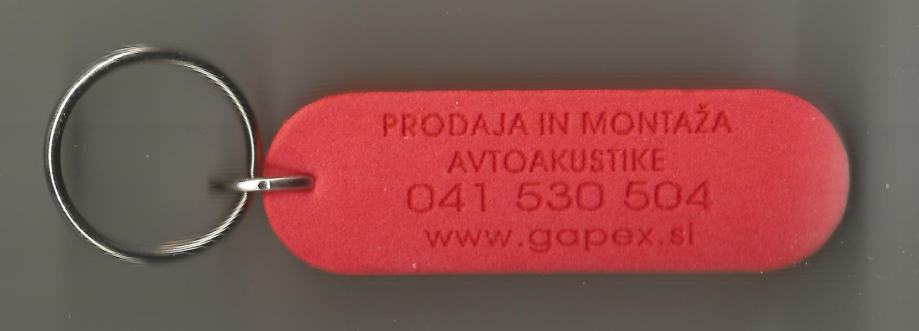 PRODAJA IN MONTAŽA
AVTOAKUSTIKE
041 530 504
www.gapex.si